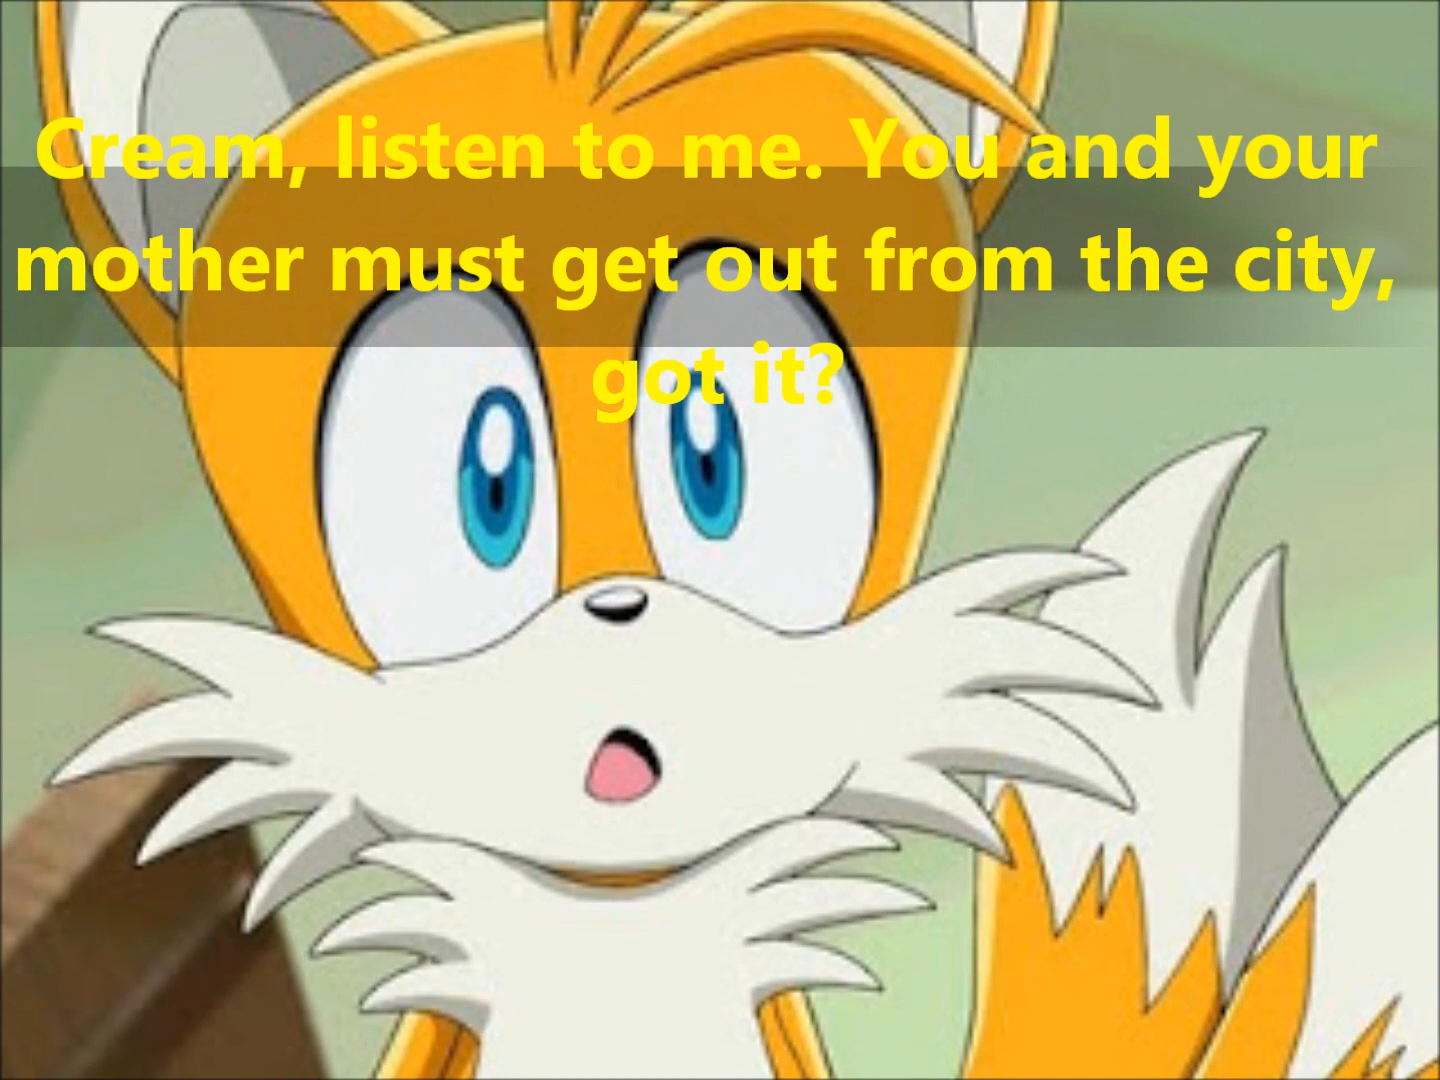 Cream, listen to me. You and your
mother must get out from the city,
got it?